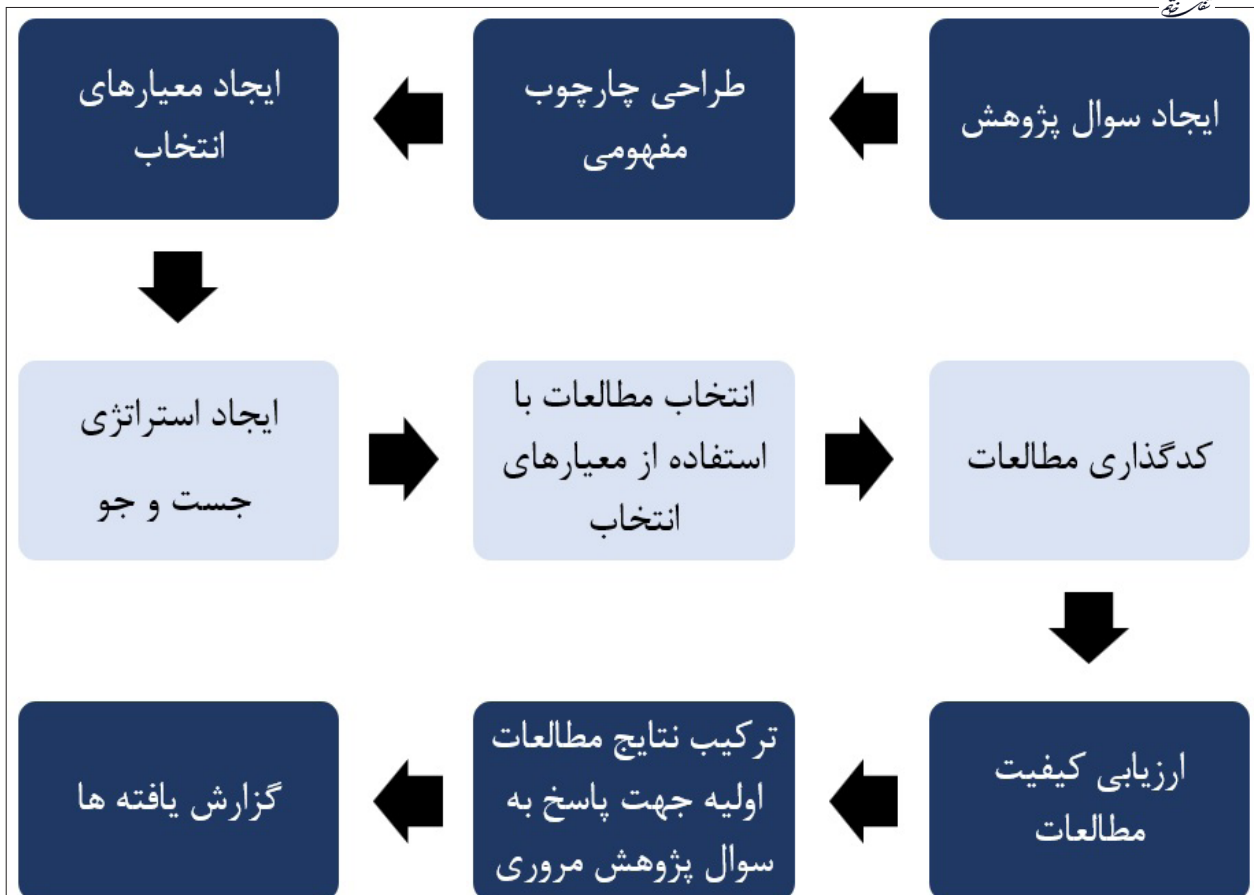 ایجاد سوال پژوهش
طراحی چارچوب
مفهومی
ایجاد معیارهای
انتخاب
ایجاد استراتژی
جست و جو
انتخاب مطالعات با
استفاده از معیارهای
انتخاب
کدگذاری مطالعات
ارزیابی کیفیت
مطالعات
ترکیب نتایج مطالعات
اولیه جهت پاسخ به
سوال پژوهش مروری
گزارش یافته ها